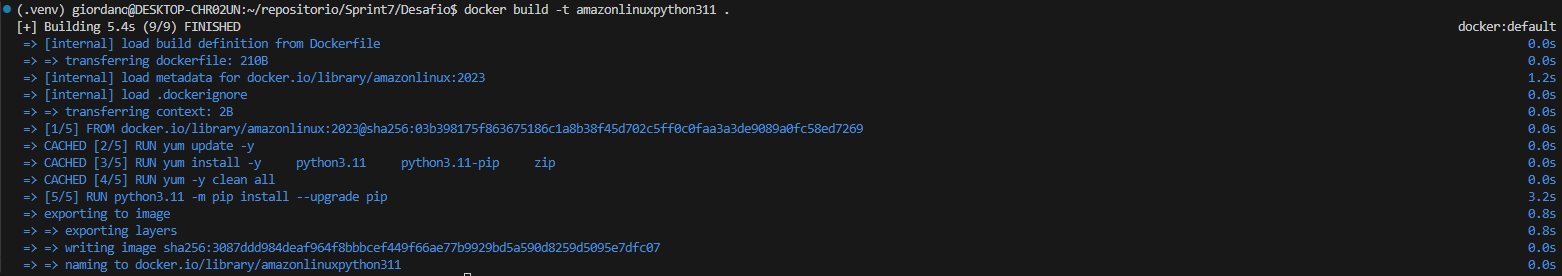 (.venv) giordano@DESKTOP-CHR02UN:~/repositorio/Sprint7/Desafio$ docker build -t amazonlinuxpython311 .
[+] Building 5.4s (9/9) FINISHED docker:default
=> [internal] load build definition from Dockerfile 0.0s
=> => transferring dockerfile: 210B 0.0s
=> [internal] load metadata for docker.io/library/amazonlinux:2023 1.2s
=> [internal] load .dockerignore 0.0s
=> => transferring context: 2B 0.0s
=> [1/5] FROM docker.io/library/amazonlinux:2023@sha256:03b398175f863675186c1a8b38f45d702c5ff0c0faa3a3de9089a0fc58ed7269 0.0s
=> CACHED [2/5] RUN yum update -y 0.0s
=> CACHED [3/5] RUN yum install -y     python3.11     python3.11-pip     zip 0.0s
=> CACHED [4/5] RUN yum -y clean all 0.0s
=> [5/5] RUN python3.11 -m pip install --upgrade pip 3.2s
=> exporting to image 0.8s
=> => exporting layers 0.8s
=> => writing image sha256:3087ddd984deaf964f8bbbcef449f66ae77b9929bd5a590d8259d5095e7dfc07 0.0s
=> => naming to docker.io/library/amazonlinuxpython311 0.0s